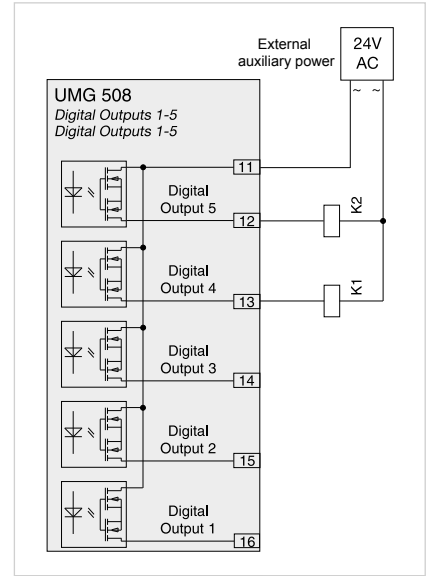 External
auxiliary power
24V
AC
~ ~
UMG 508
Digital Outputs 1-5
Digital Outputs 1-5
11
Digital
Output 5
12
K2
Digital
Output 4
13
K1
Digital
Output 3
14
Digital
Output 2
15
Digital
Output 1
16